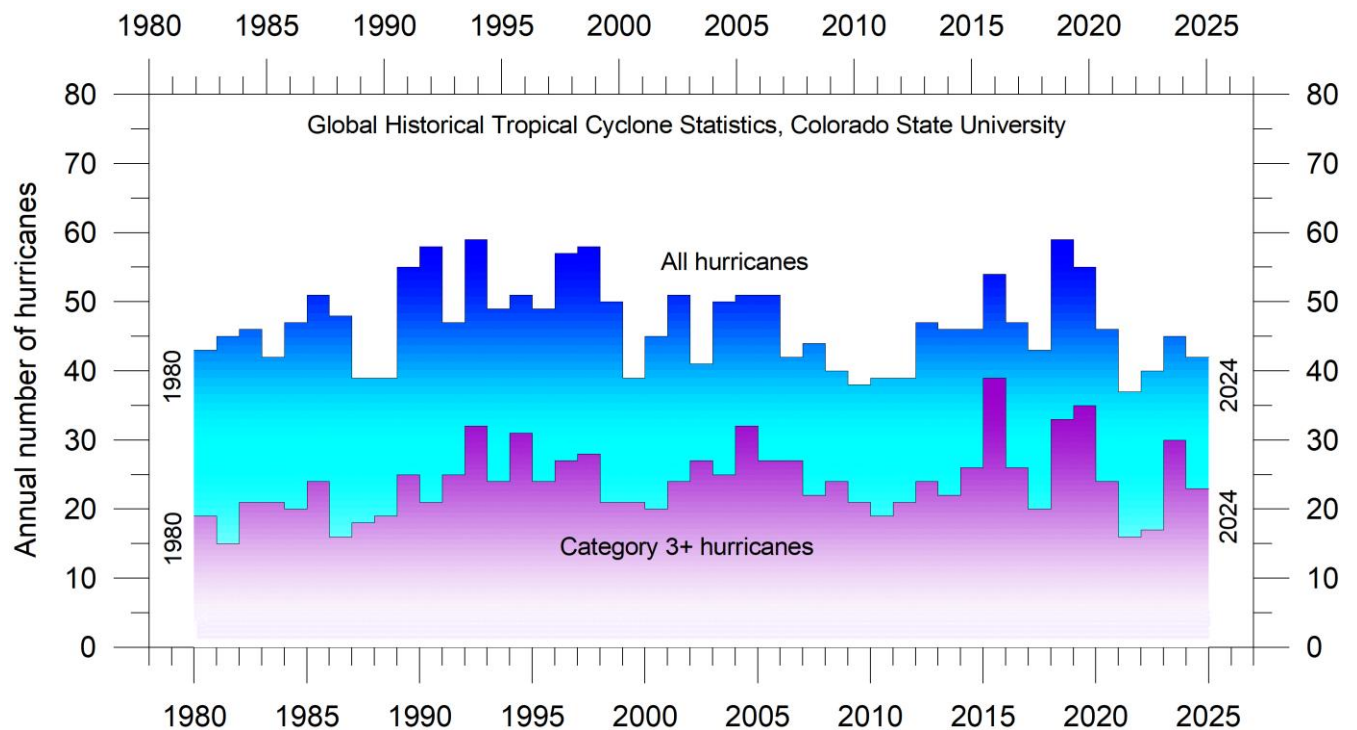 1980 1985 1990 1995 2000 2005 2010 2015 2020 2025
Global Historical Tropical Cyclone Statistics, Colorado State University
Annual number of hurricanes
80 80
70 70
60 60
All hurricanes
50 50
40 40
1980 2024
30 30
20 20
1980 2024
Category 3+ hurricanes
10 10
0 0
1980 1985 1990 1995 2000 2005 2010 2015 2020 2025